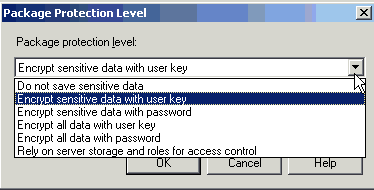 Package Protection Level
Package protection level:
Encrypt sensitive data with user key
Do not save sensitive data
Encrypt sensitive data with user key
Encrypt sensitive data with password
Encrypt all data with user key
Encrypt all data with password
Rely on server storage and roles for access control
OK Cancel Help